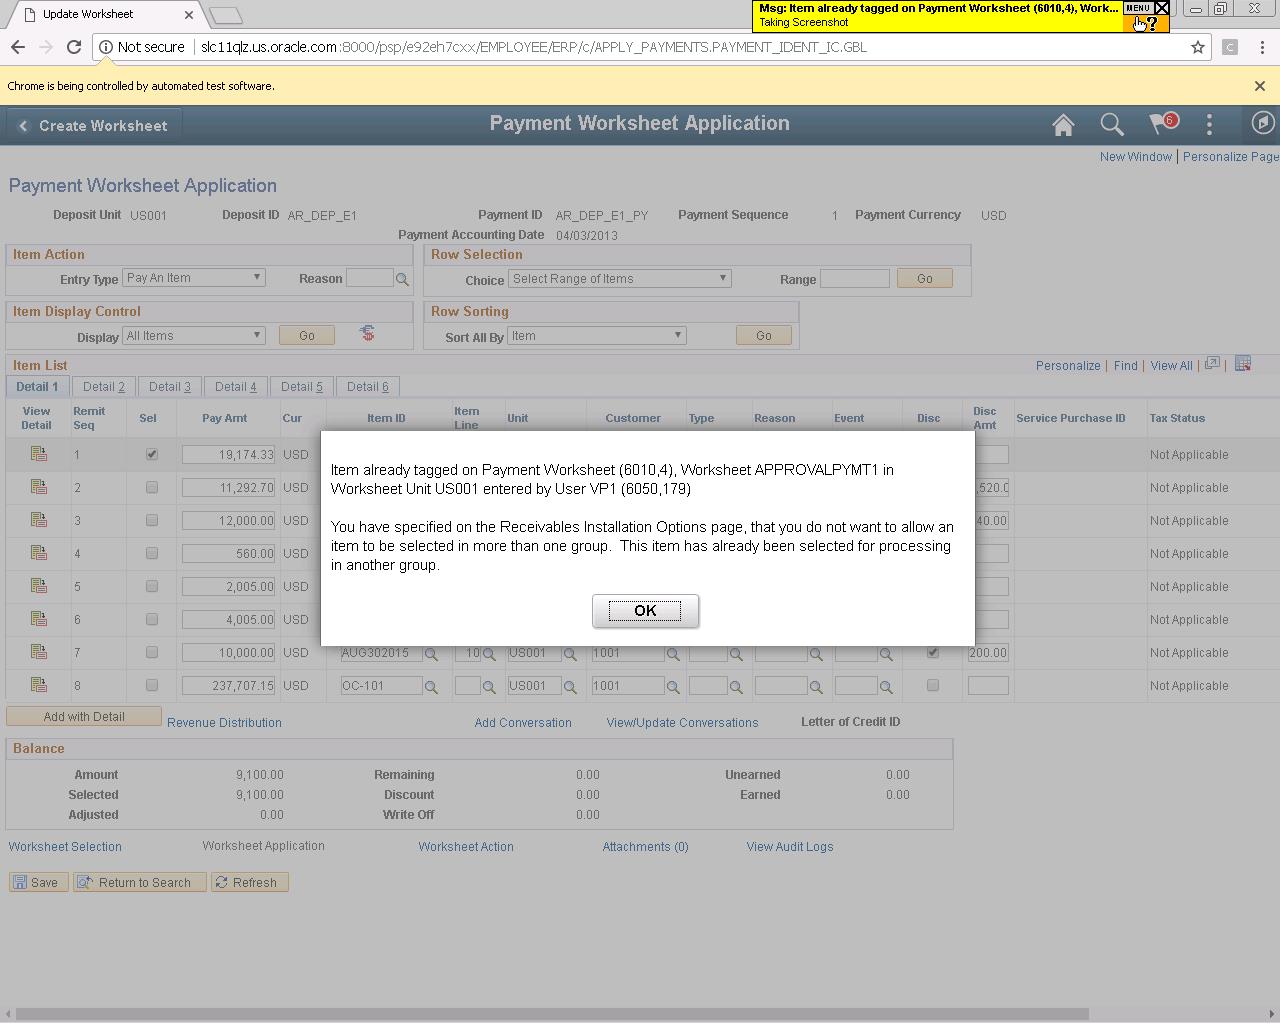 Update Worksheet
Msg: Item already tagged on Payment Worksheet (6010,4), Work...
MENU
Taking Screenshot
Not secure | slc11qlz.us.oracle.com:8000/psp/e92eh7cxx/EMPLOYEE/ERP/c/APPLY_PAYMENTS.PAYMENT_IDENT_IC.GBL
Chrome is being controlled by automated test software.
Create Worksheet
Payment Worksheet Application
6
New Window | Personalize Page
Payment Worksheet Application
Deposit Unit US001 Deposit ID AR_DEP_E1 Payment ID AR_DEP_E1_PY Payment Sequence 1 Payment Currency USD
Payment Accounting Date 04/03/2013
Item Action Row Selection
Entry Type Pay An Item Reason Choice Select Range of Items Range Go
Item Display Control Row Sorting
Display All Items Go Sort All By Item Go
Item List Personalize | Find | View All | |
Detail 1 Detail 2 Detail 3 Detail 4 Detail 5 Detail 6
View Detail Remit Seq Sel Pay Amt Cur Item ID Item Line Unit Customer Type Reason Event Disc Disc Amt Service Purchase ID Tax Status
1 19,174.33 USD Not Applicable
2 11,292.70 USD ,520.0 Not Applicable
3 12,000.00 USD 40.00 Not Applicable
4 560.00 USD Not Applicable
5 2,005.00 USD Not Applicable
6 4,005.00 USD Not Applicable
7 10,000.00 USD AUG302015 10 US001 1001 200.00 Not Applicable
8 237,707.15 USD OC-101 US001 1001 Not Applicable
Item already tagged on Payment Worksheet (6010,4), Worksheet APPROVALPYMT1 in
Worksheet Unit US001 entered by User VP1 (6050,179)
You have specified on the Receivables Installation Options page, that you do not want to allow an
item to be selected in more than one group. This item has already been selected for processing
in another group.
OK
Add with Detail Revenue Distribution Add Conversation View/Update Conversations Letter of Credit ID
Balance
Amount 9,100.00 Remaining 0.00 Unearned 0.00
Selected 9,100.00 Discount 0.00 Earned 0.00
Adjusted 0.00 Write Off 0.00
Worksheet Selection Worksheet Application Worksheet Action Attachments (0) View Audit Logs
Save Return to Search Refresh